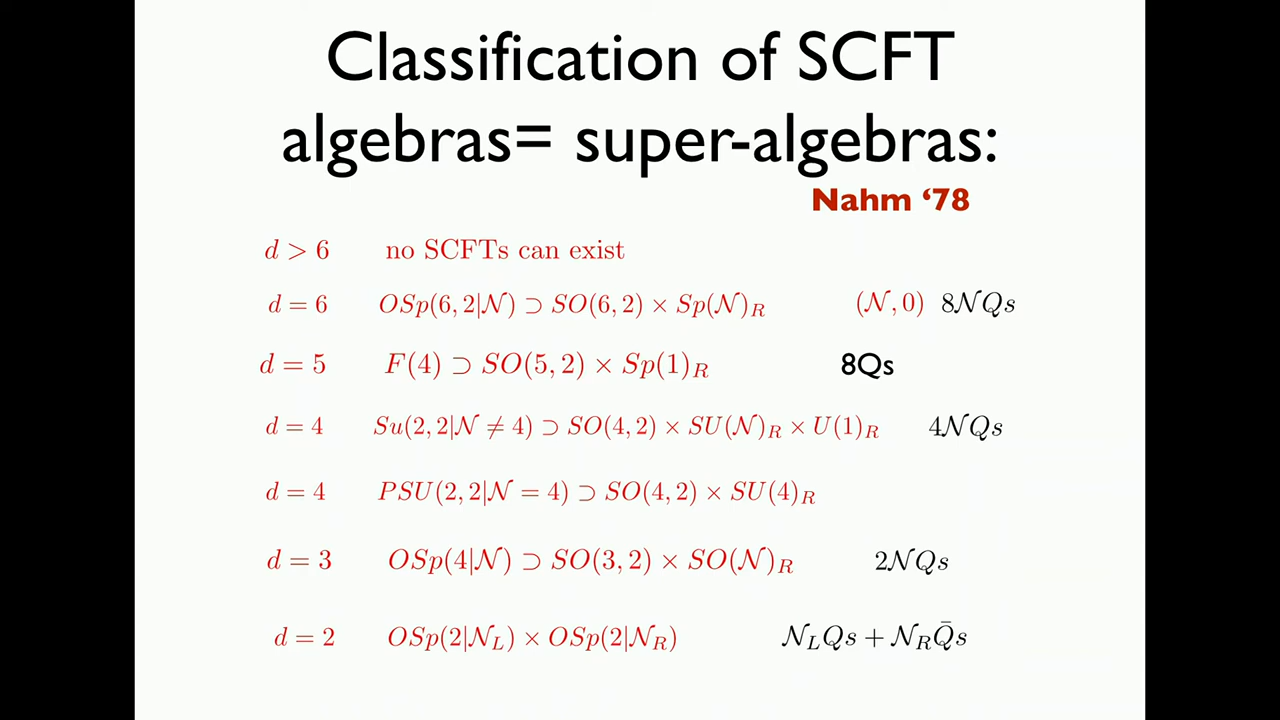 Classification of SCFT
algebras= super-algebras:
Nahm ‘78
d > 6 no SCFTs can exist
d = 6 OSp(6,2|𝒩) ⊃ SO(6,2) × Sp(𝒩)_R (𝒩,0) 8𝒩Qs
d = 5 F(4) ⊃ SO(5,2) × Sp(1)_R 8Qs
d = 4 Su(2,2|𝒩 ≠ 4) ⊃ SO(4,2) × SU(𝒩)_R × U(1)_R 4𝒩Qs
d = 4 PSU(2,2|𝒩 = 4) ⊃ SO(4,2) × SU(4)_R
d = 3 OSp(4|𝒩) ⊃ SO(3,2) × SO(𝒩)_R 2𝒩Qs
d = 2 OSp(2|𝒩_L) × OSp(2|𝒩_R) 𝒩_LQs + 𝒩_RQ̄s